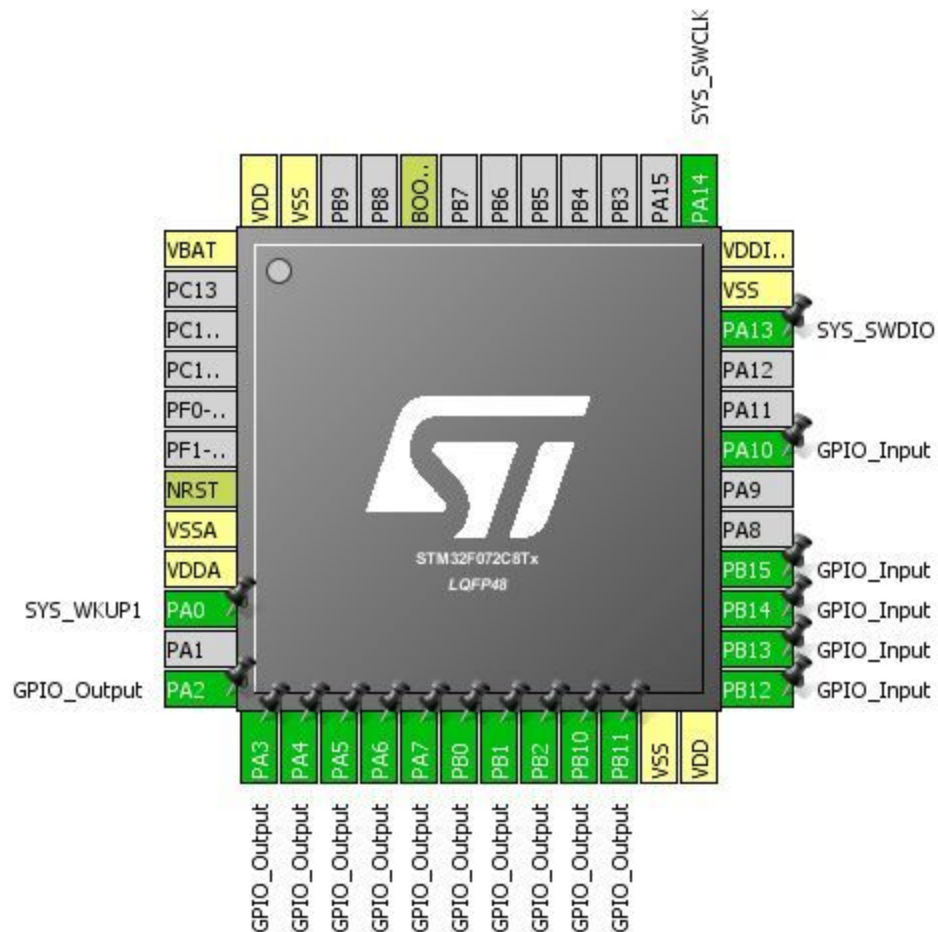 SYS_SWCLK
VDD
VSS
PB9
PB8
BOO..
PB7
PB6
PB5
PB4
PB3
PA15
PA14
VBAT
PC13
PC1..
PC1..
PF0-..
PF1-..
NRST
VSSA
VDDA
SYS_WKUP1 PA0
PA1
GPIO_Output PA2
ST
STM32F072C8Tx
LQFP48
VDDI..
VSS
PA13 SYS_SWDIO
PA12
PA11
PA10 GPIO_Input
PA9
PA8
PB15 GPIO_Input
PB14 GPIO_Input
PB13 GPIO_Input
PB12 GPIO_Input
PA3
PA4
PA5
PA6
PA7
PB0
PB1
PB2
PB10
PB11
VSS
VDD
GPIO_Output
GPIO_Output
GPIO_Output
GPIO_Output
GPIO_Output
GPIO_Output
GPIO_Output
GPIO_Output
GPIO_Output
GPIO_Output